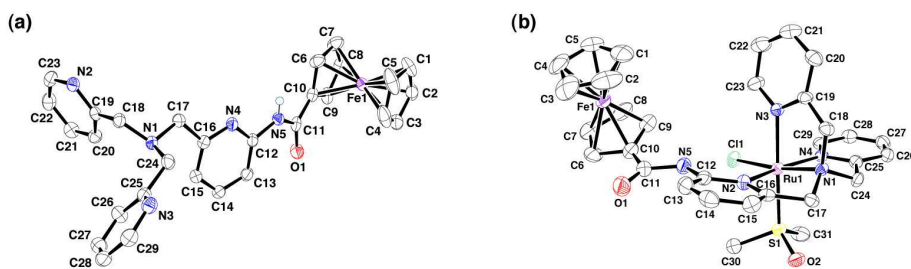 (a)
C23
N2
C22
C21
C20
C19
C18
C17
N1
C24
C16
N4
C25
C26
N3
C27
C28
C29
C15
C14
C13
C12
N5
O1
C11
C10
C6
C7
C8
C9
C5
C1
Fe1
C2
C4
C3
(b)
C5
C4
C1
C2
C3
Fe1
C7
C8
C9
C6
C10
C11
O1
N5
C12
C13
C14
C15
N2
C16
C17
Cl1
Ru1
N3
C23
C22
C21
C20
C19
C18
C29
C28
C27
C26
N4
C25
N1
C24
S1
C31
C30
O2